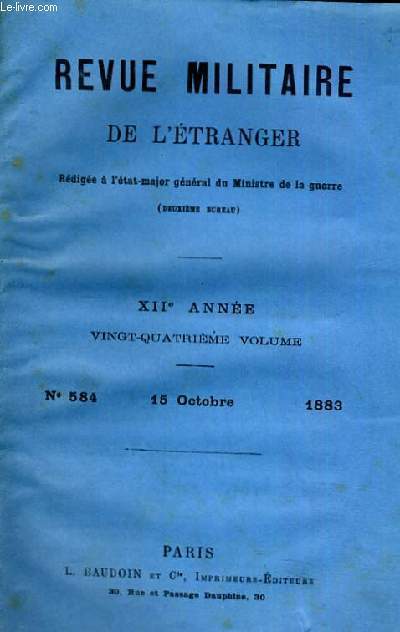 Le-livre.com
REVUE MILITAIRE
DE L'ÉTRANGER
Rédigée à l'état-major général du Ministre de la guerre
(DEUXIÈME BUREAU)
XIIe ANNÉE
VINGT-QUATRIÈME VOLUME
N° 584 15 Octobre 1883
PARIS
L. BAUDOIN ET Cie, IMPRIMEURS-ÉDITEURS
30, Rue et Passage Dauphine, 30